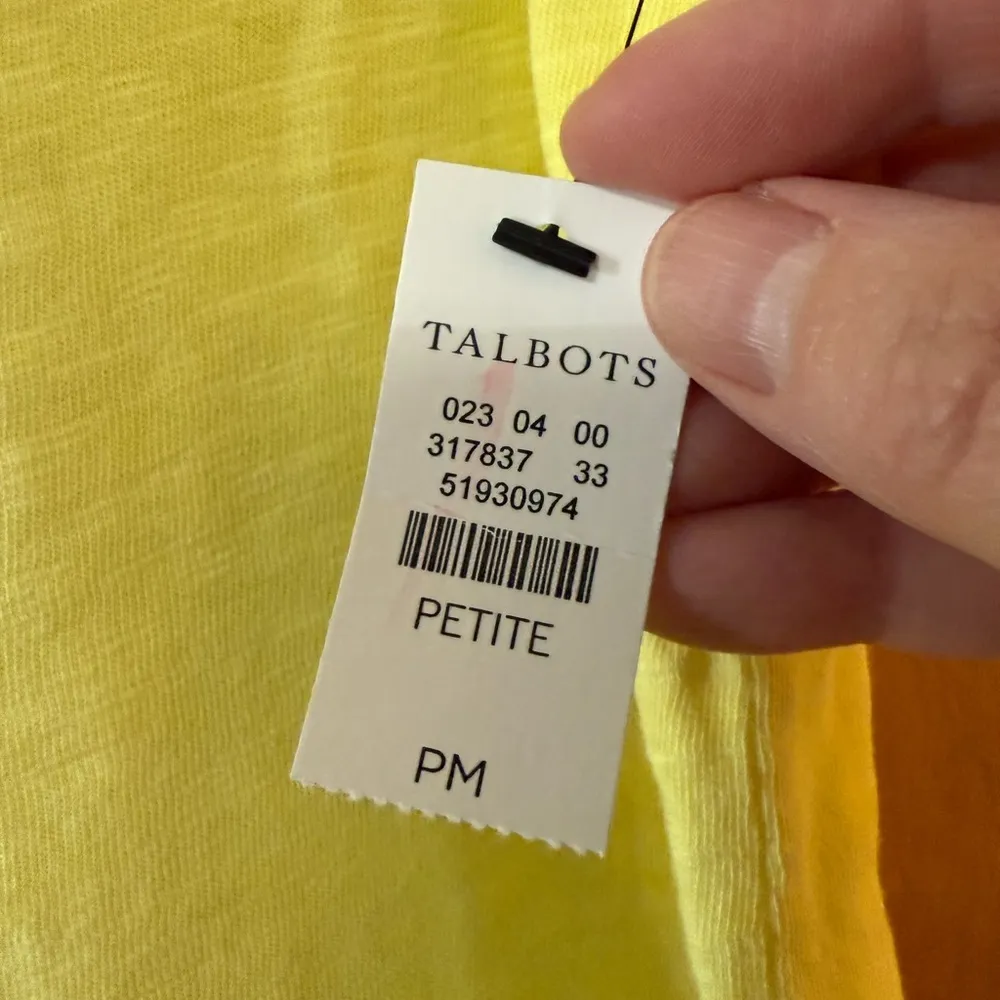 TALBOTS
023 04 00
317837 33
51930974
PETITE
PM